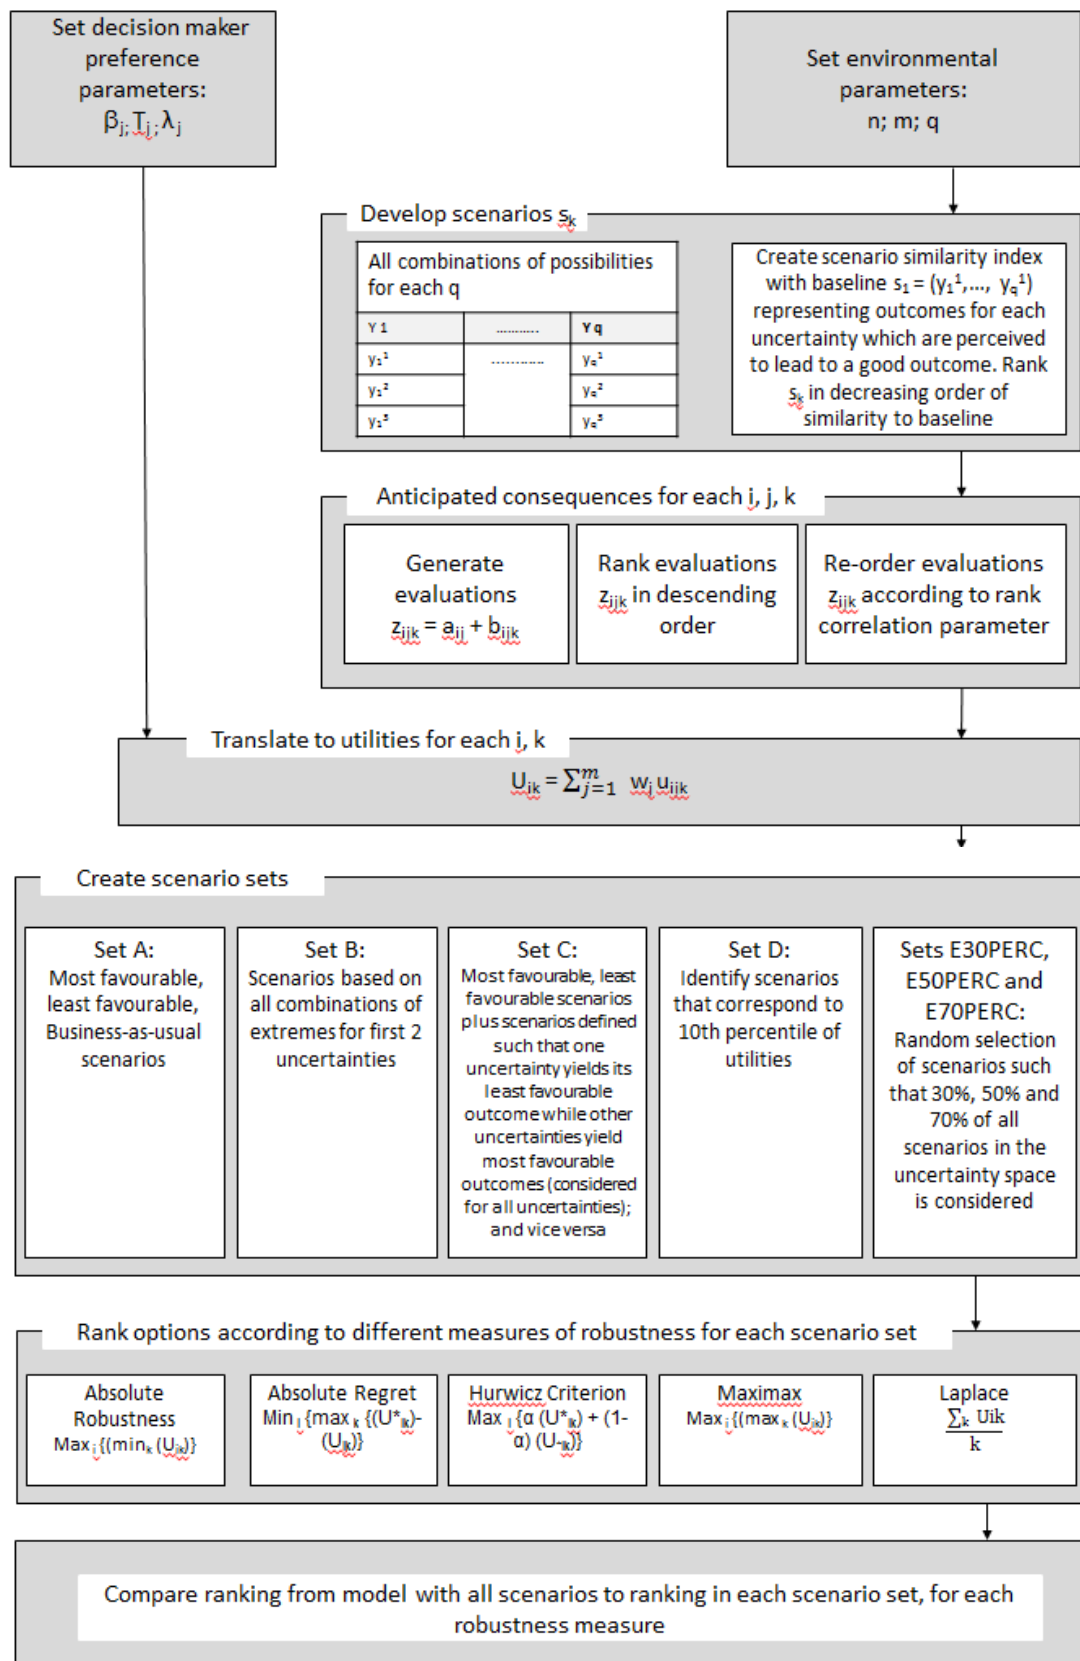 Set decision maker
preference
parameters:
βj; Tj; λj
Set environmental
parameters:
n; m; q
Develop scenarios sk
All combinations of possibilities
for each q
Y 1 ........... Y q
y₁¹ ............. yq¹
y₁² yq²
y₁³ yq³
Create scenario similarity index
with baseline s₁ = (y₁¹,..., yq¹)
representing outcomes for each
uncertainty which are perceived
to lead to a good outcome. Rank
sk in decreasing order of
similarity to baseline
Anticipated consequences for each i, j, k
Generate
evaluations
zijk = aij + bijk
Rank evaluations
zijk in descending
order
Re-order evaluations
zijk according to rank
correlation parameter
Translate to utilities for each i, k
Uik = ∑ᵐj=1 wj uijk
Create scenario sets
Set A:
Most favourable,
least favourable,
Business-as-usual
scenarios
Set B:
Scenarios based on
all combinations of
extremes for first 2
uncertainties
Set C:
Most favourable, least
favourable scenarios
plus scenarios defined
such that one
uncertainty yields its
least favourable
outcome while other
uncertainties yield
most favourable
outcomes (considered
for all uncertainties);
and vice versa
Set D:
Identify scenarios
that correspond to
10th percentile of
utilities
Sets E30PERC,
E50PERC and
E70PERC:
Random selection
of scenarios such
that 30%, 50% and
70% of all
scenarios in the
uncertainty space
is considered
Rank options according to different measures of robustness for each scenario set
Absolute
Robustness
Max i{(mink (Uik)}
Absolute Regret
Min i {max k {(U*ik)-
(Uik)}
Hurwicz Criterion
Max i{α (U*ik) + (1-
α) (U-ik)}
Maximax
Max i{(maxk (Uik)}
Laplace
∑k Uik
k
Compare ranking from model with all scenarios to ranking in each scenario set, for each
robustness measure